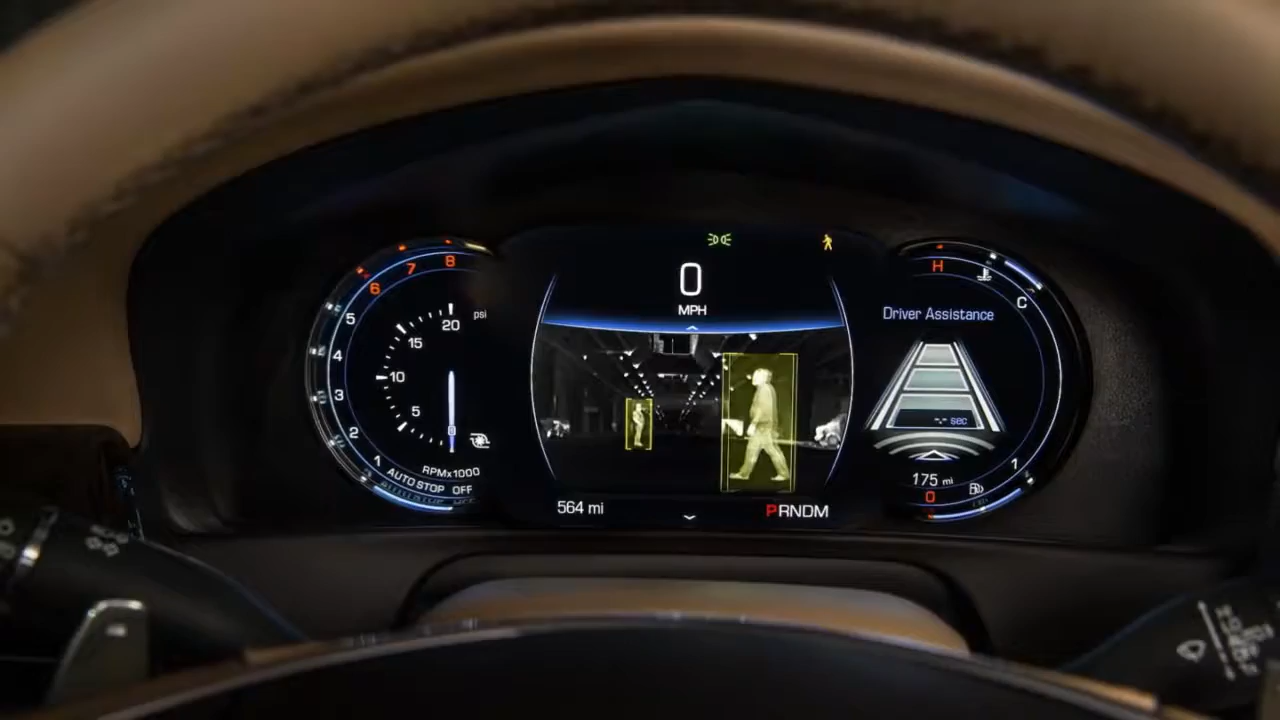 8
7
6
5
4
3
2
1
20
psi
15
10
5
0
RPMx1000
AUTO STOP OFF
0
MPH
564 mi
PRNDM
H
C
Driver Assistance
-.- sec
175 mi
1
0